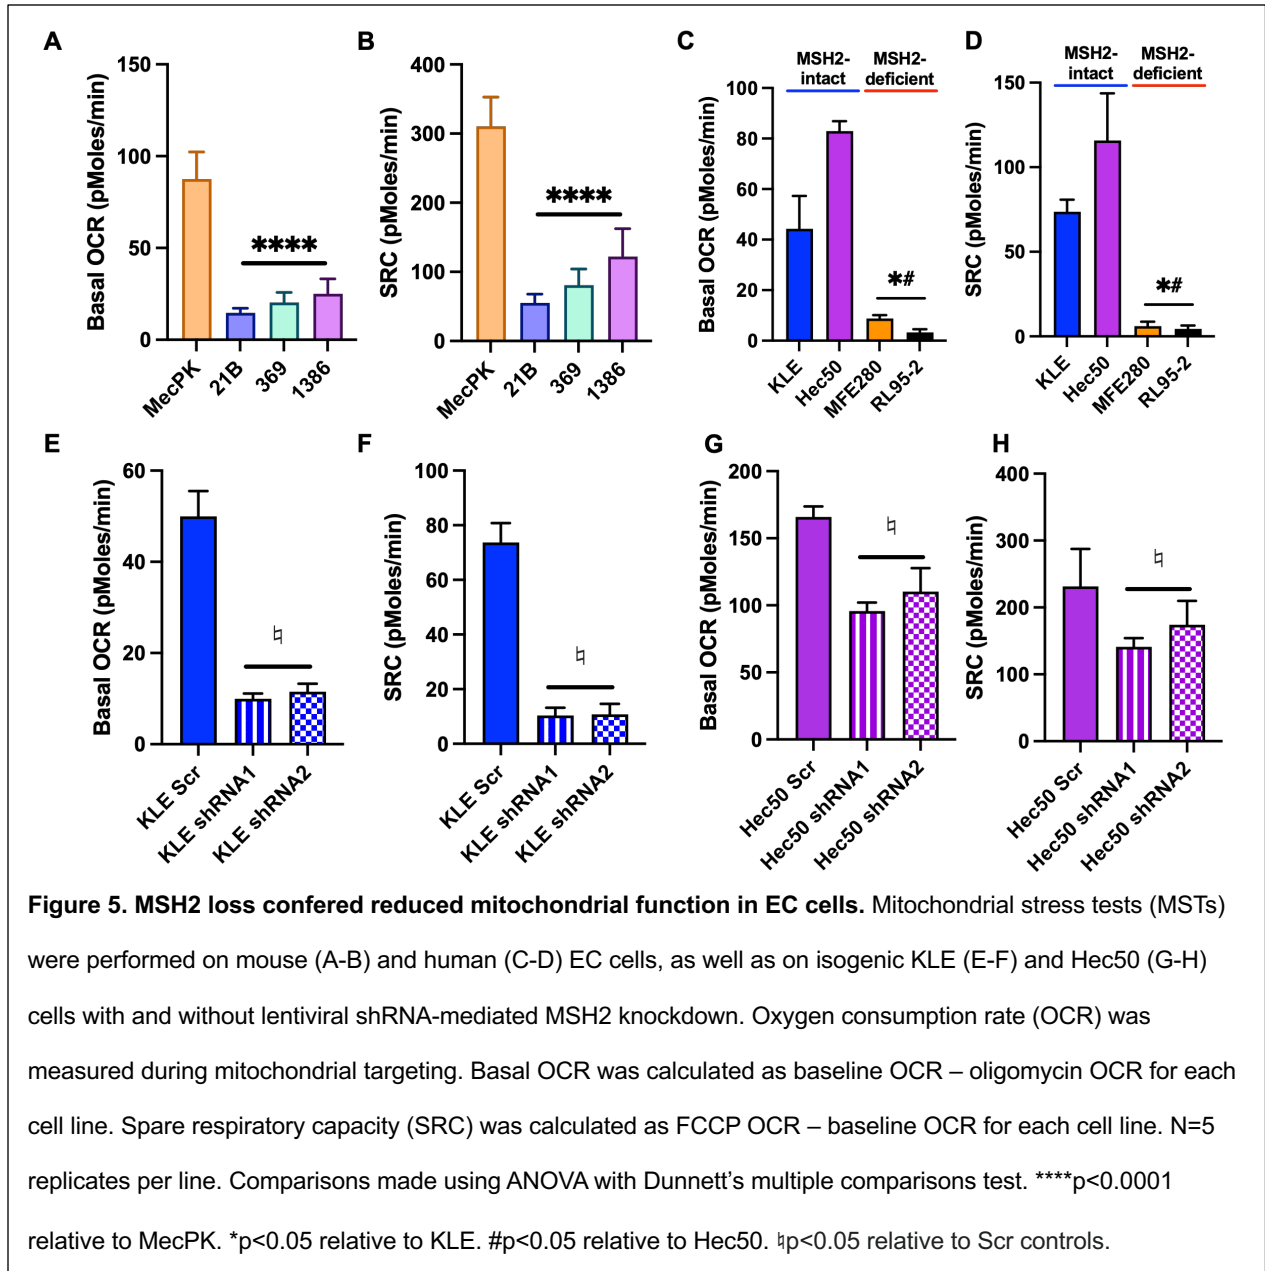 A
Basal OCR (pMoles/min)
150
100
50
0
****
MecPK
21B
369
1386
B
SRC (pMoles/min)
400
300
200
100
0
****
MecPK
21B
369
1386
C
MSH2-
intact
MSH2-
deficient
Basal OCR (pMoles/min)
100
80
60
40
20
0
*#
KLE
Hec50
MFE280
RL95-2
D
MSH2-
intact
MSH2-
deficient
SRC (pMoles/min)
150
100
50
0
*#
KLE
Hec50
MFE280
RL95-2
E
Basal OCR (pMoles/min)
60
40
20
0
♮
KLE Scr
KLE shRNA1
KLE shRNA2
F
SRC (pMoles/min)
100
80
60
40
20
0
♮
KLE Scr
KLE shRNA1
KLE shRNA2
G
Basal OCR (pMoles/min)
200
150
100
50
0
♮
Hec50 Scr
Hec50 shRNA1
Hec50 shRNA2
H
SRC (pMoles/min)
400
300
200
100
0
♮
Hec50 Scr
Hec50 shRNA1
Hec50 shRNA2
Figure 5. MSH2 loss confered reduced mitochondrial function in EC cells. Mitochondrial stress tests (MSTs)
were performed on mouse (A-B) and human (C-D) EC cells, as well as on isogenic KLE (E-F) and Hec50 (G-H)
cells with and without lentiviral shRNA-mediated MSH2 knockdown. Oxygen consumption rate (OCR) was
measured during mitochondrial targeting. Basal OCR was calculated as baseline OCR – oligomycin OCR for each
cell line. Spare respiratory capacity (SRC) was calculated as FCCP OCR – baseline OCR for each cell line. N=5
replicates per line. Comparisons made using ANOVA with Dunnett’s multiple comparisons test. ****p<0.0001
relative to MecPK. *p<0.05 relative to KLE. #p<0.05 relative to Hec50. ♮p<0.05 relative to Scr controls.